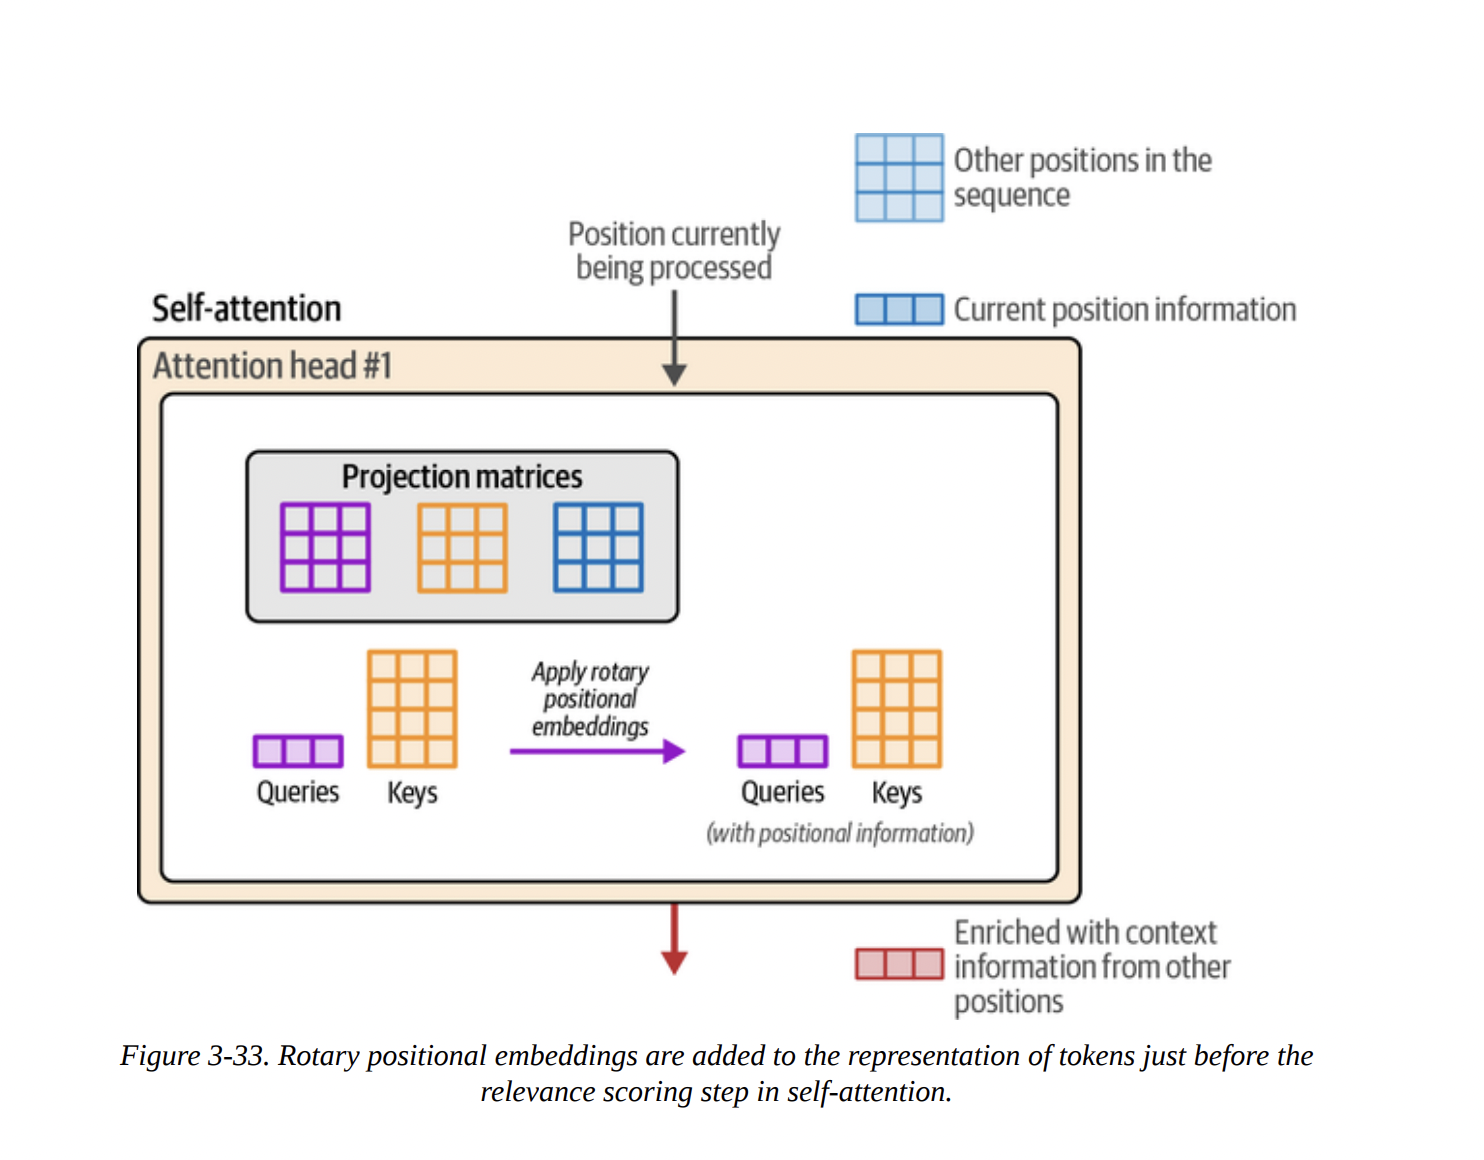 Other positions in the
sequence
Position currently
being processed
Self-attention
Current position information
Attention head #1
Projection matrices
Apply rotary
positional
embeddings
Queries
Keys
Queries
Keys
(with positional information)
Enriched with context
information from other
positions
Figure 3-33. Rotary positional embeddings are added to the representation of tokens just before the
relevance scoring step in self-attention.